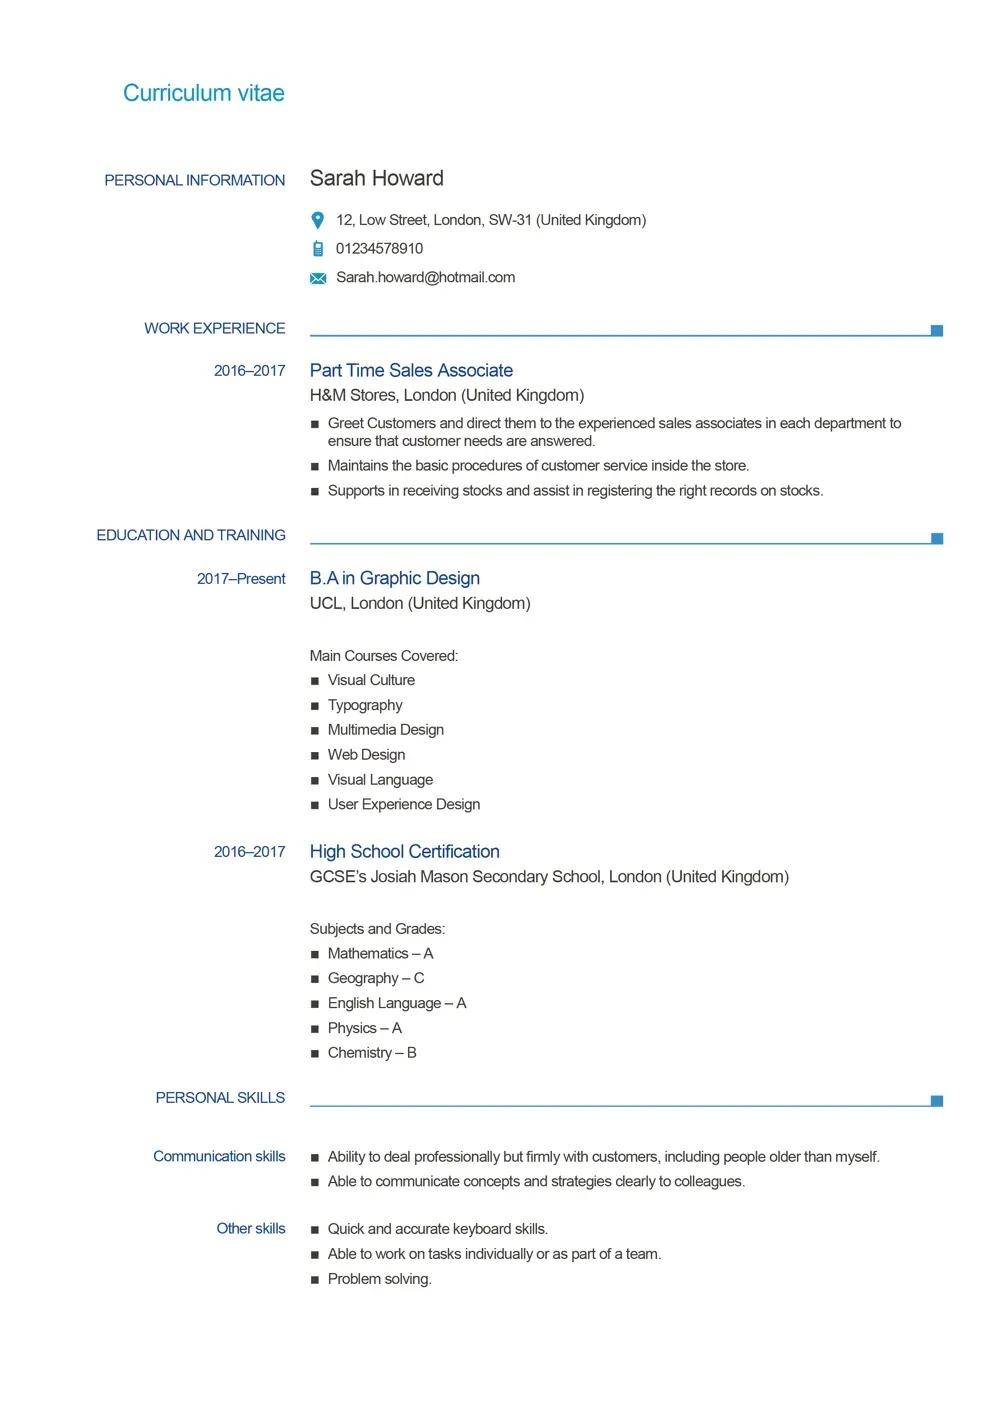 Curriculum vitae
PERSONAL INFORMATION
Sarah Howard
12, Low Street, London, SW-31 (United Kingdom)
01234578910
Sarah.howard@hotmail.com
WORK EXPERIENCE
2016–2017
Part Time Sales Associate
H&M Stores, London (United Kingdom)
■ Greet Customers and direct them to the experienced sales associates in each department to
ensure that customer needs are answered.
■ Maintains the basic procedures of customer service inside the store.
■ Supports in receiving stocks and assist in registering the right records on stocks.
EDUCATION AND TRAINING
2017–Present
B.A in Graphic Design
UCL, London (United Kingdom)
Main Courses Covered:
■ Visual Culture
■ Typography
■ Multimedia Design
■ Web Design
■ Visual Language
■ User Experience Design
2016–2017
High School Certification
GCSE's Josiah Mason Secondary School, London (United Kingdom)
Subjects and Grades:
■ Mathematics – A
■ Geography – C
■ English Language – A
■ Physics – A
■ Chemistry – B
PERSONAL SKILLS
Communication skills
■ Ability to deal professionally but firmly with customers, including people older than myself.
■ Able to communicate concepts and strategies clearly to colleagues.
Other skills
■ Quick and accurate keyboard skills.
■ Able to work on tasks individually or as part of a team.
■ Problem solving.